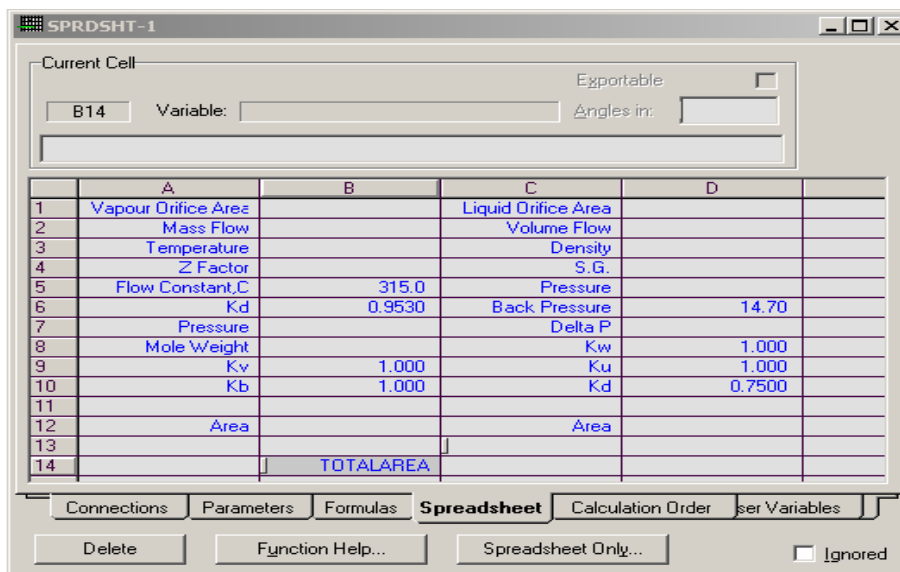 SPRDSHT-1
Current Cell
Exportable
B14 Variable: Angles in:
A B C D
1 Vapour Orifice Area Liquid Orifice Area
2 Mass Flow Volume Flow
3 Temperature Density
4 Z Factor S.G.
5 Flow Constant,C 315.0 Pressure
6 Kd 0.9530 Back Pressure 14.70
7 Pressure Delta P
8 Mole Weight Kw 1.000
9 Kv 1.000 Ku 1.000
10 Kb 1.000 Kd 0.7500
11
12 Area Area
13
14 TOTALAREA
Connections Parameters Formulas Spreadsheet Calculation Order ser Variables
Delete Function Help... Spreadsheet Only... Ignored